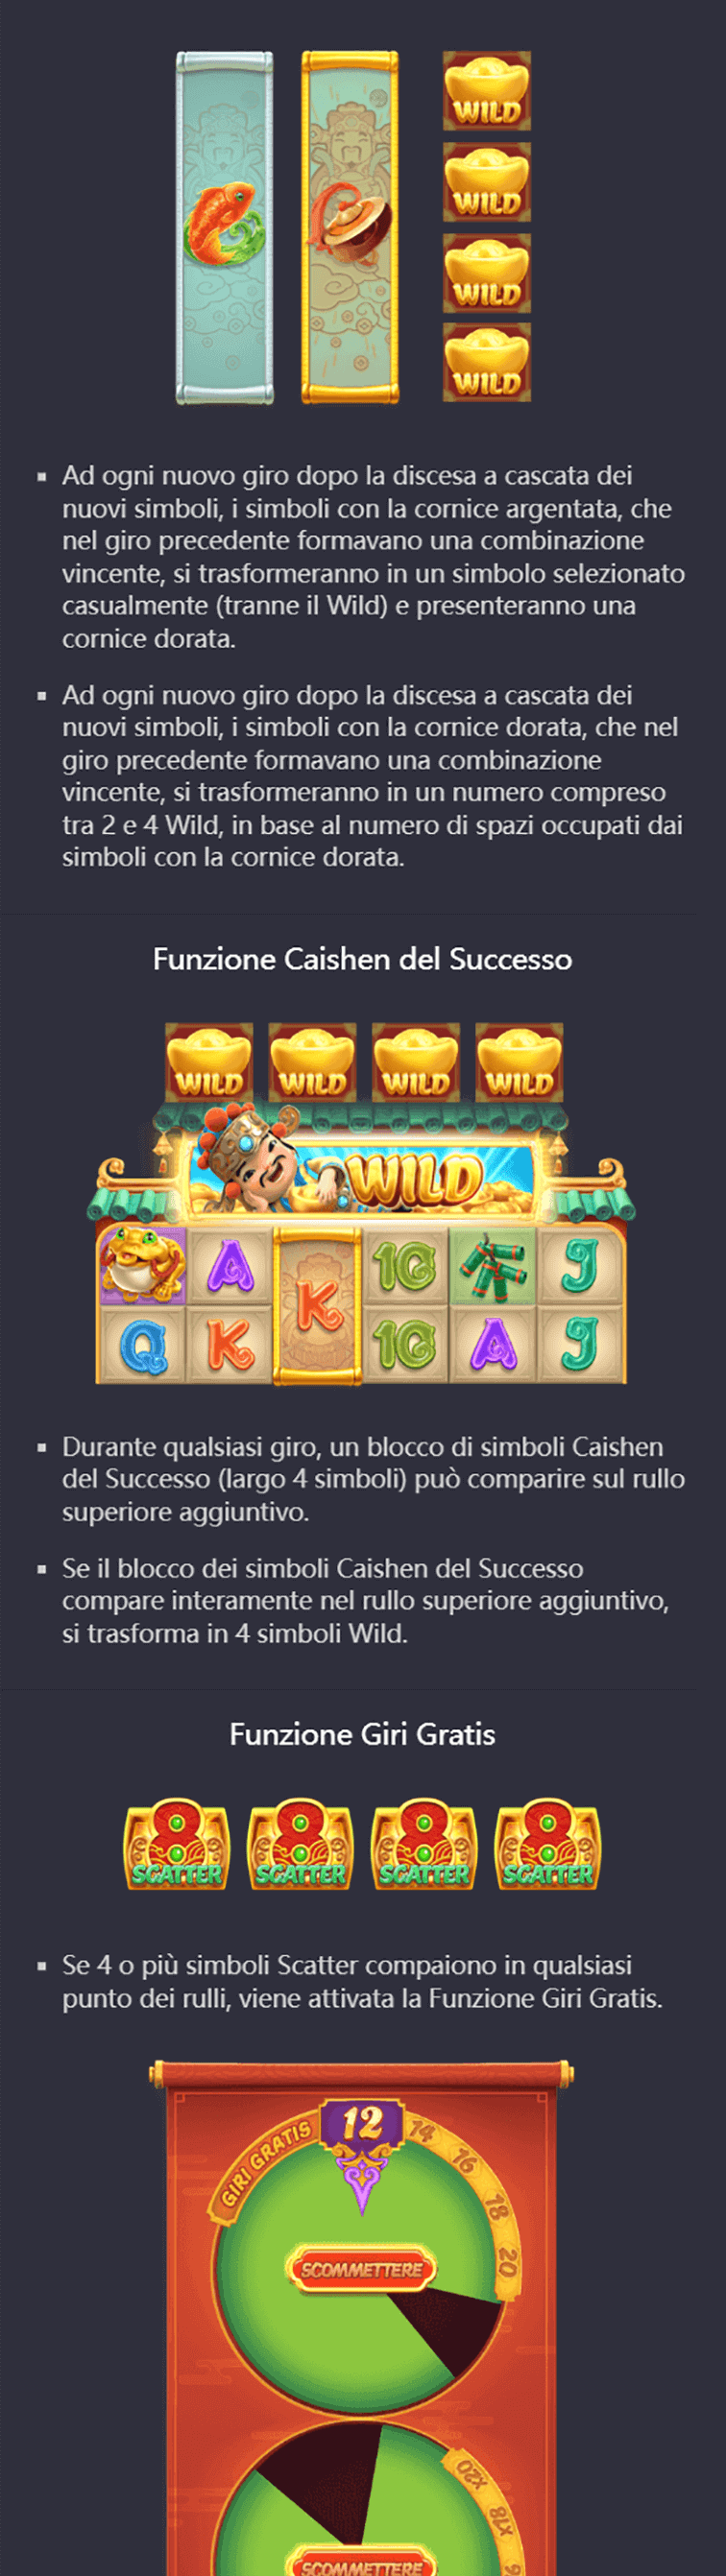 WILD
WILD
WILD
WILD
▪ Ad ogni nuovo giro dopo la discesa a cascata dei
nuovi simboli, i simboli con la cornice argentata, che
nel giro precedente formavano una combinazione
vincente, si trasformeranno in un simbolo selezionato
casualmente (tranne il Wild) e presenteranno una
cornice dorata.
▪ Ad ogni nuovo giro dopo la discesa a cascata dei
nuovi simboli, i simboli con la cornice dorata, che nel
giro precedente formavano una combinazione
vincente, si trasformeranno in un numero compreso
tra 2 e 4 Wild, in base al numero di spazi occupati dai
simboli con la cornice dorata.
Funzione Caishen del Successo
WILD WILD WILD WILD
WILD
A K 10 J
Q K 10 A J
▪ Durante qualsiasi giro, un blocco di simboli Caishen
del Successo (largo 4 simboli) può comparire sul rullo
superiore aggiuntivo.
▪ Se il blocco dei simboli Caishen del Successo
compare interamente nel rullo superiore aggiuntivo,
si trasforma in 4 simboli Wild.
Funzione Giri Gratis
8 8 8 8
SCATTER SCATTER SCATTER SCATTER
▪ Se 4 o più simboli Scatter compaiono in qualsiasi
punto dei rulli, viene attivata la Funzione Giri Gratis.
GIRI GRATIS 12 14 16 18 20
SCOMMETTERE
x20 x18
SCOMMETTERE